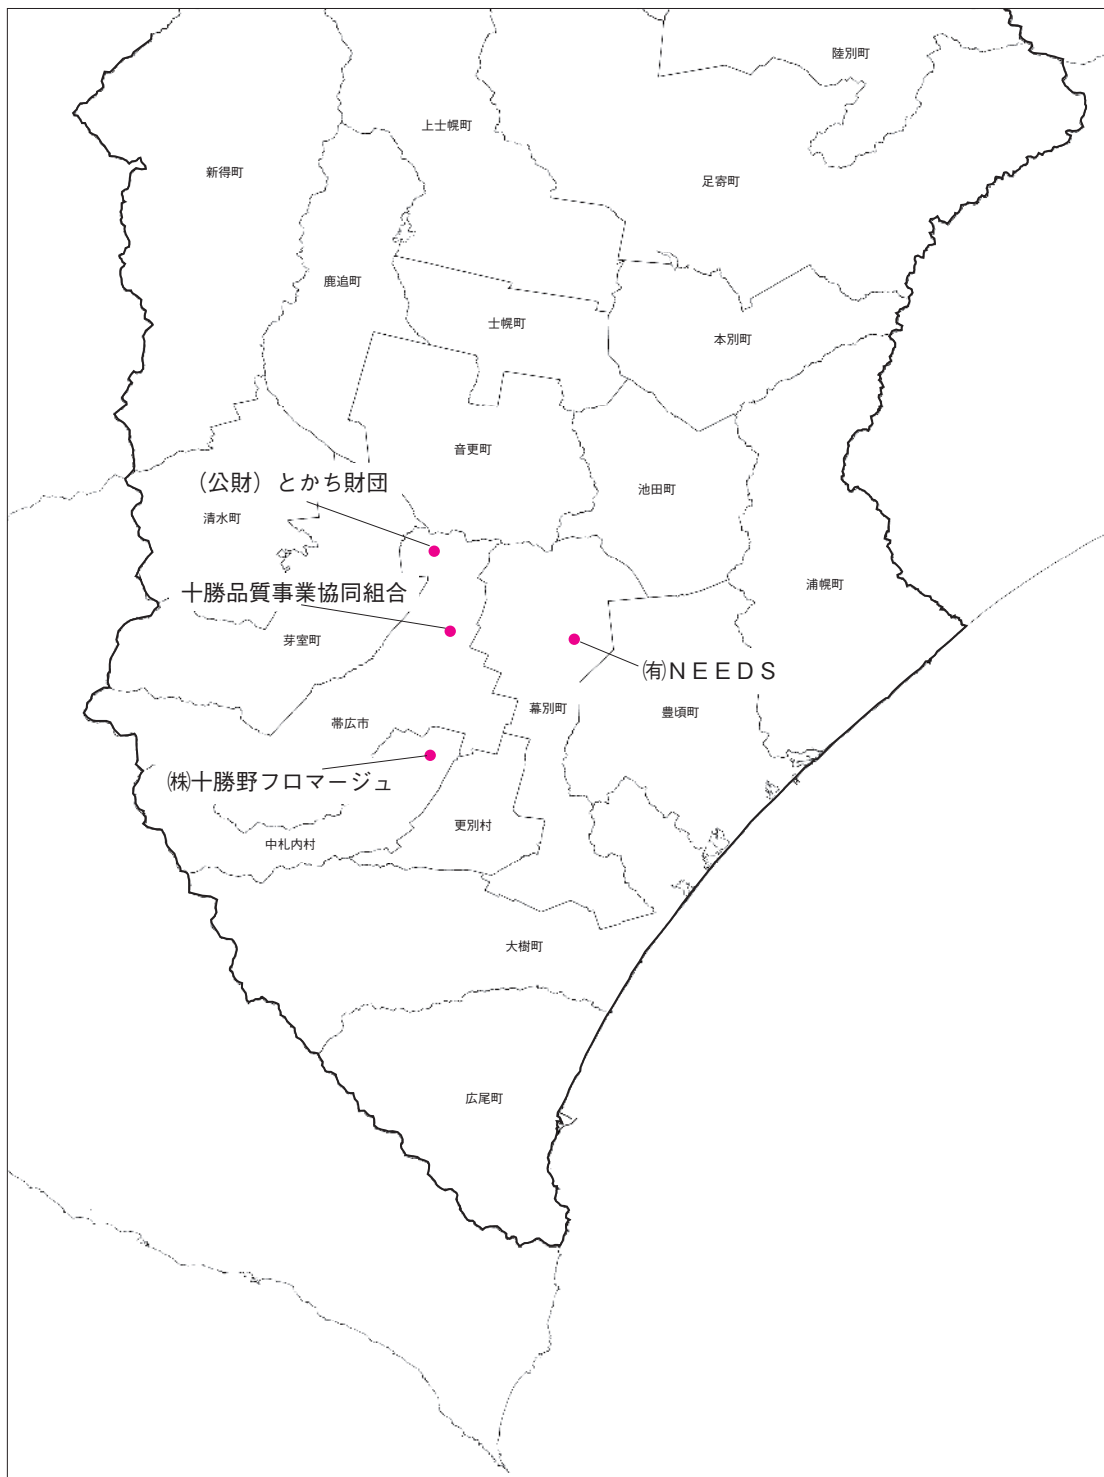 陸別町
上士幌町
新得町
足寄町
鹿追町
士幌町
本別町
音更町
（公財）とかち財団
池田町
清水町
十勝品質事業協同組合
浦幌町
芽室町
㈲ＮＥＥＤＳ
幕別町
豊頃町
帯広市
㈱十勝野フロマージュ
更別村
中札内村
大樹町
広尾町